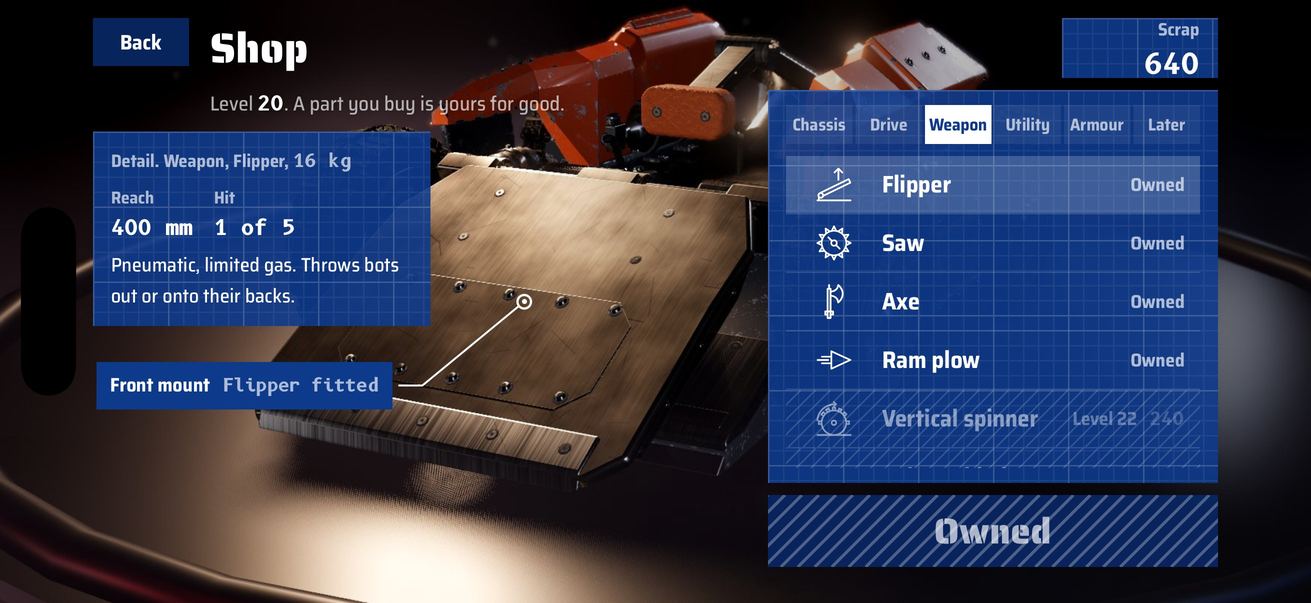 Back
Shop
Scrap
640
Level 20. A part you buy is yours for good.
Detail. Weapon, Flipper, 16 kg
Reach Hit
400 mm 1 of 5
Pneumatic, limited gas. Throws bots
out or onto their backs.
Front mount Flipper fitted
Chassis Drive Weapon Utility Armour Later
Flipper Owned
Saw Owned
Axe Owned
Ram plow Owned
Vertical spinner Level 22 240
Owned